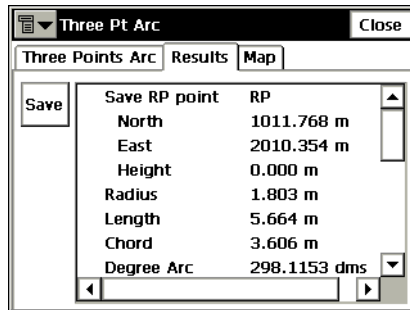 Three Pt Arc Close
Three Points Arc Results Map
Save
Save RP point RP
North 1011.768 m
East 2010.354 m
Height 0.000 m
Radius 1.803 m
Length 5.664 m
Chord 3.606 m
Degree Arc 298.1153 dms